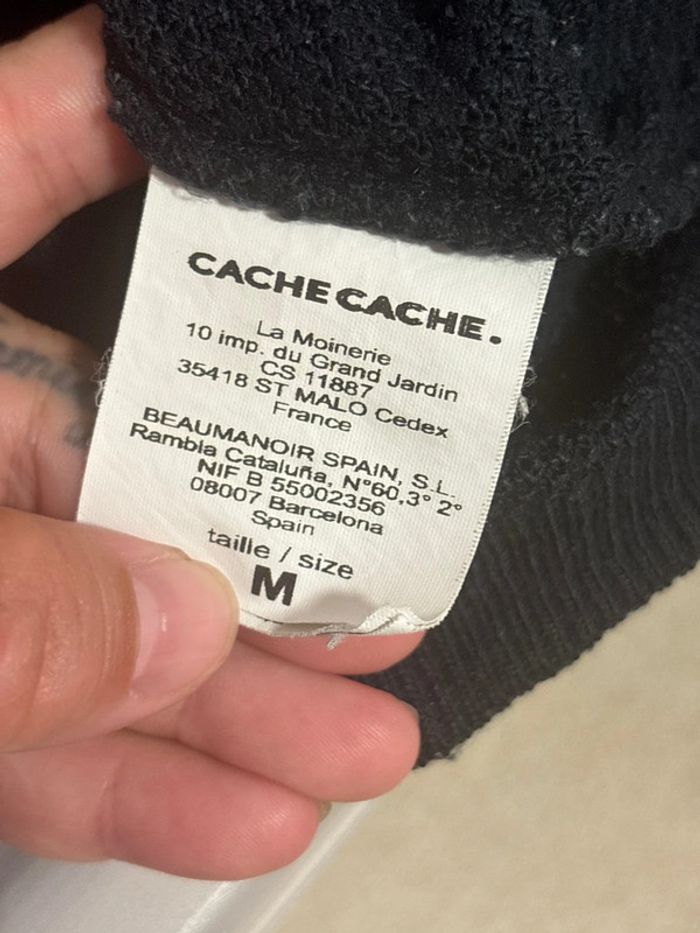 CACHE CACHE.
La Moinerie
10 imp. du Grand Jardin
CS 11887
35418 ST MALO Cedex
France
BEAUMANOIR SPAIN, S.L.
Rambla Cataluña, N°60,3° 2°
NIF B 55002356
08007 Barcelona
Spain
taille / size
M